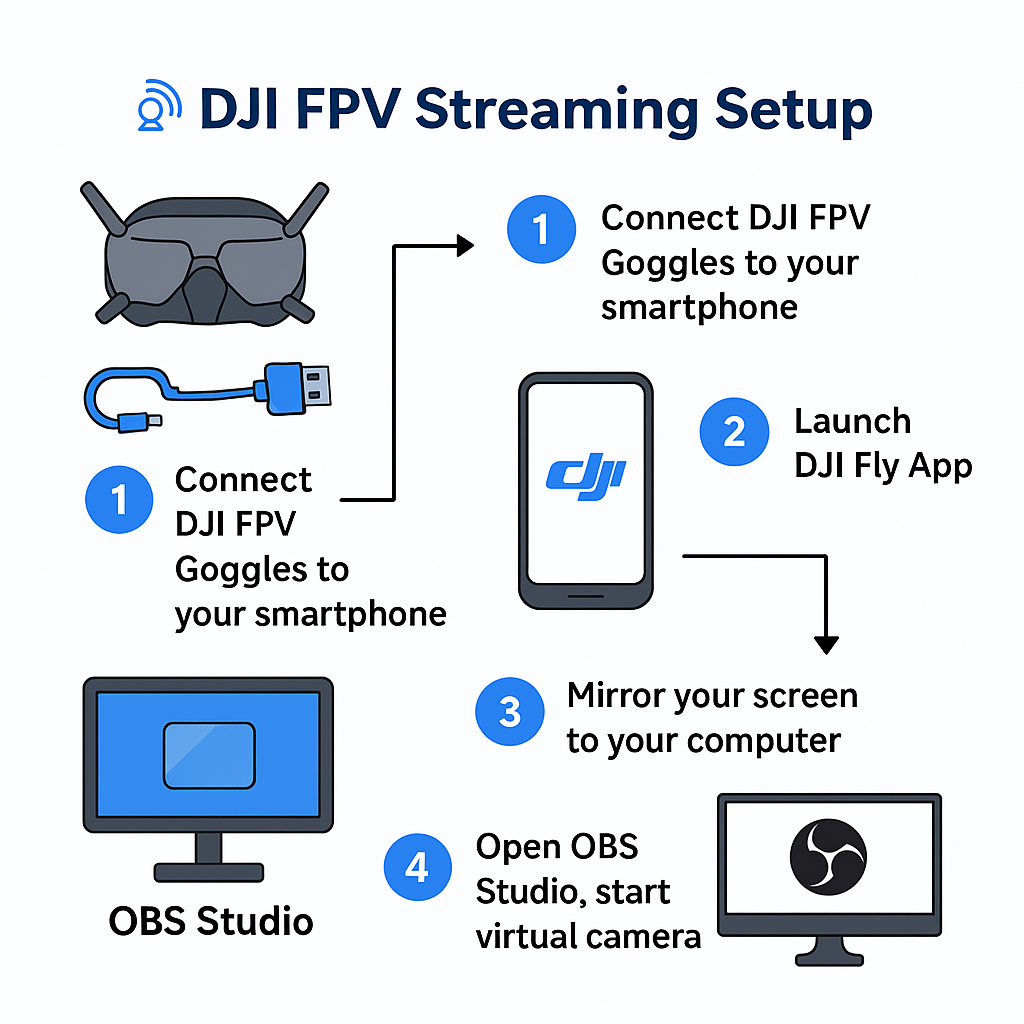 DJI FPV Streaming Setup
1
Connect DJI FPV
Goggles to your
smartphone
1
Connect
DJI FPV
Goggles to
your smartphone
dji
2
Launch
DJI Fly App
3
Mirror your screen
to your computer
OBS Studio
4
Open OBS
Studio, start
virtual camera